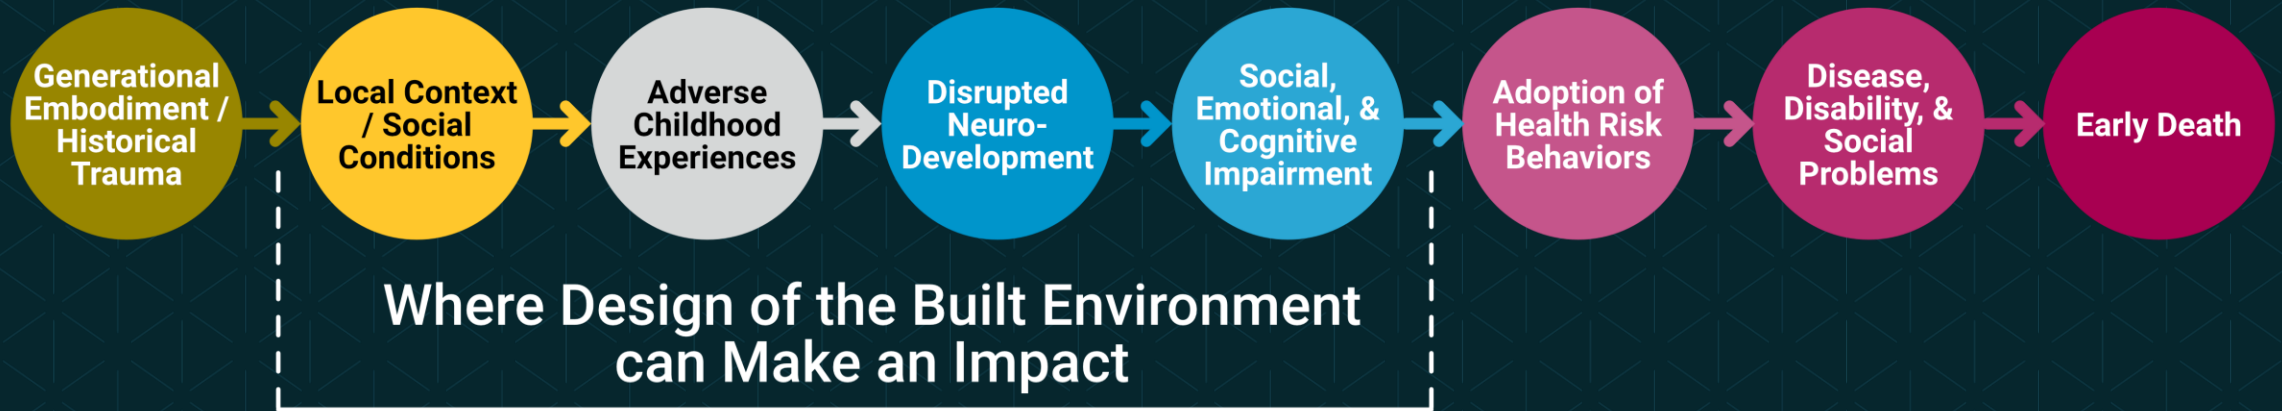 Generational
Embodiment /
Historical
Trauma
Local Context
/ Social
Conditions
Adverse
Childhood
Experiences
Disrupted
Neuro-
Development
Social,
Emotional, &
Cognitive
Impairment
Adoption of
Health Risk
Behaviors
Disease,
Disability, &
Social
Problems
Early Death
Where Design of the Built Environment
can Make an Impact